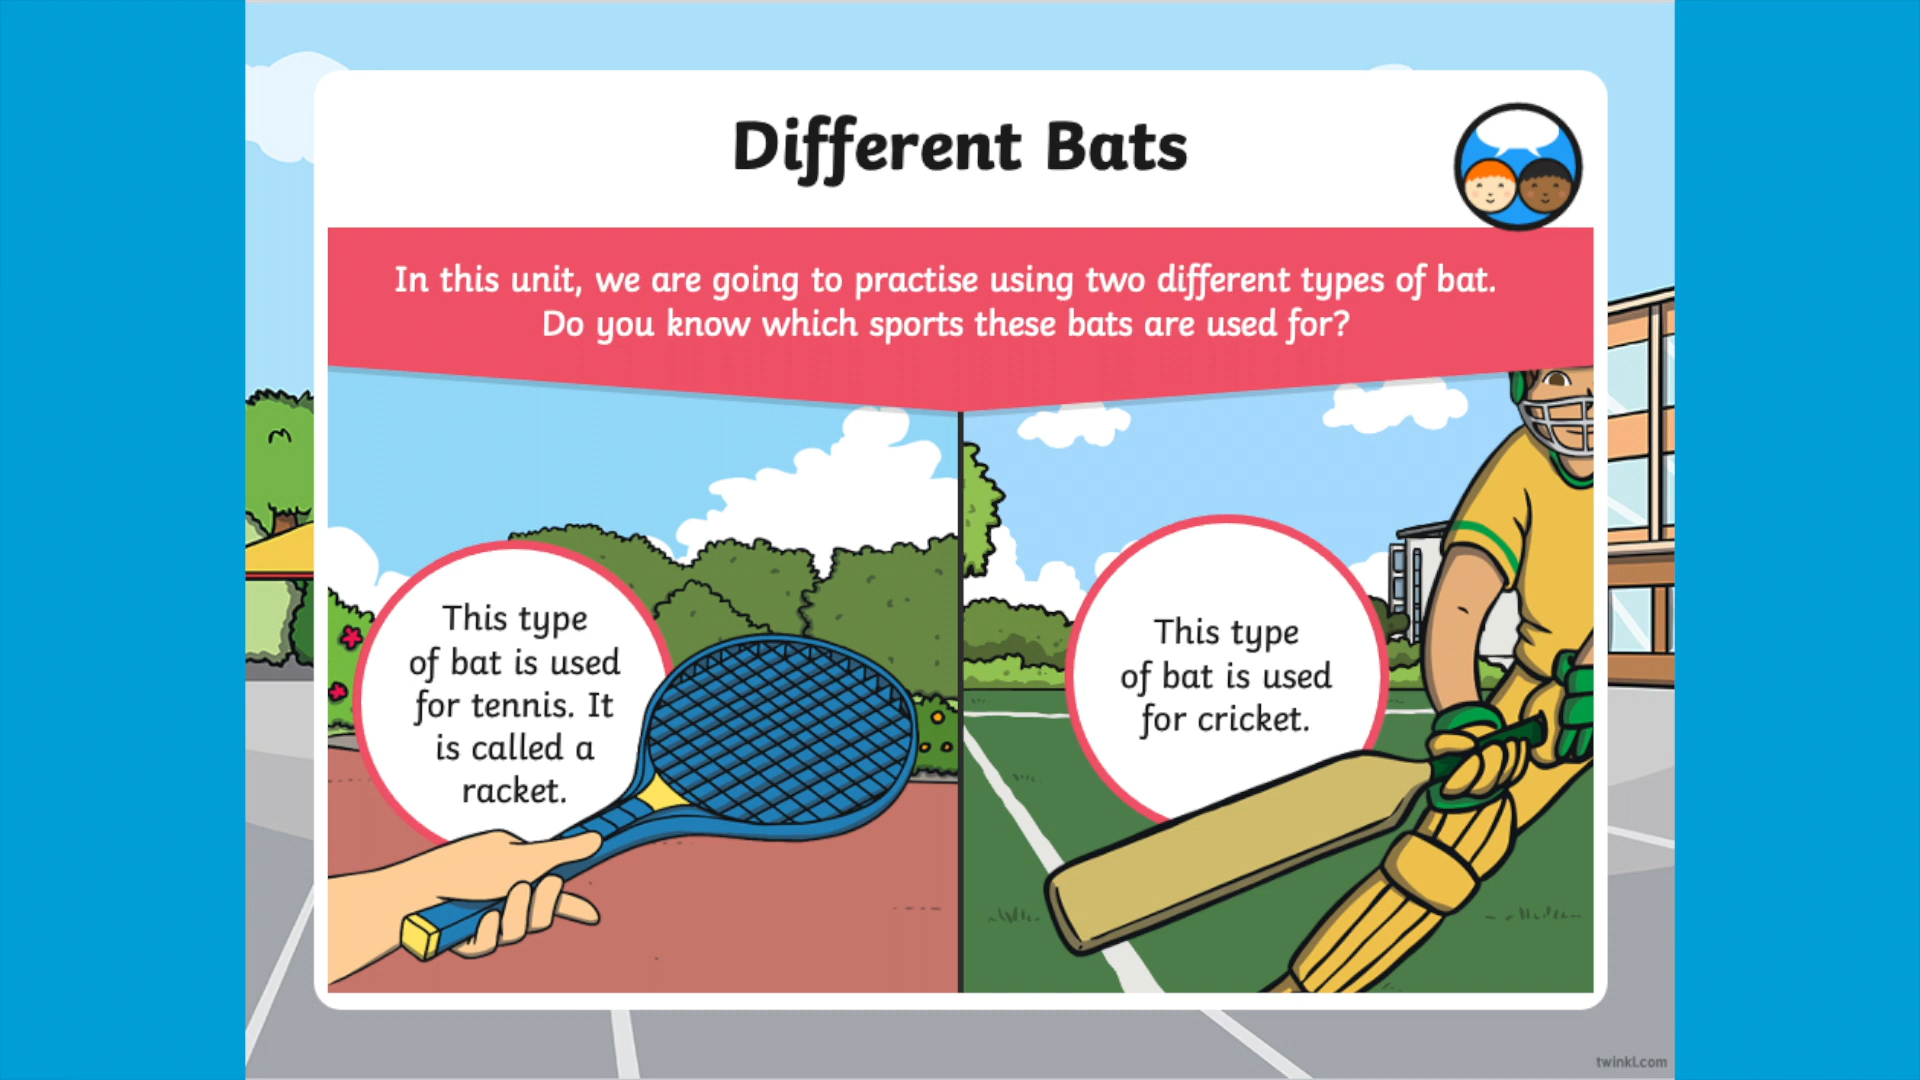 Different Bats
In this unit, we are going to practise using two different types of bat.
Do you know which sports these bats are used for?
This type
of bat is used
for tennis. It
is called a
racket.
This type
of bat is used
for cricket.
twinkl.com